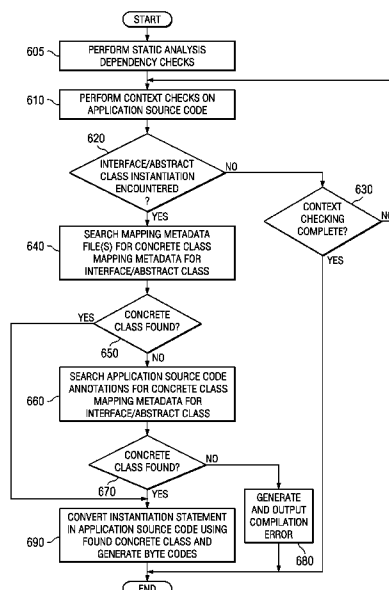 START
605
PERFORM STATIC ANALYSIS
DEPENDENCY CHECKS
610
PERFORM CONTEXT CHECKS ON
APPLICATION SOURCE CODE
620
INTERFACE/ABSTRACT
CLASS INSTANTIATION
ENCOUNTERED
?
NO
YES
630
CONTEXT
CHECKING
COMPLETE?
NO
YES
640
SEARCH MAPPING METADATA
FILE(S) FOR CONCRETE CLASS
MAPPING METADATA FOR
INTERFACE/ABSTRACT CLASS
YES
CONCRETE
CLASS FOUND?
650
NO
660
SEARCH APPLICATION SOURCE CODE
ANNOTATIONS FOR CONCRETE CLASS
MAPPING METADATA FOR
INTERFACE/ABSTRACT CLASS
CONCRETE
CLASS FOUND?
NO
670
YES
GENERATE
AND OUTPUT
COMPILATION
ERROR
680
690
CONVERT INSTANTIATION STATEMENT
IN APPLICATION SOURCE CODE USING
FOUND CONCRETE CLASS AND
GENERATE BYTE CODES
END